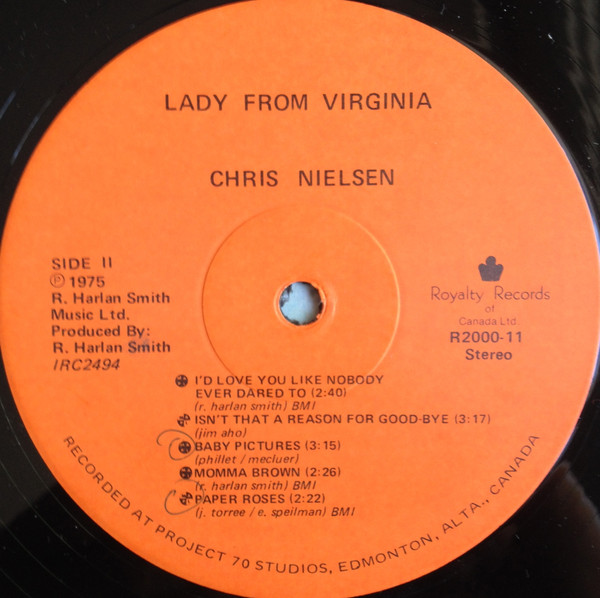 LADY FROM VIRGINIA
CHRIS NIELSEN
SIDE II
℗ 1975
R. Harlan Smith
Music Ltd.
Produced By:
R. Harlan Smith
IRC2494
Royalty Records
of
Canada Ltd.
R2000-11
Stereo
I'D LOVE YOU LIKE NOBODY
EVER DARED TO (2:40)
(r. harlan smith) BMI
ISN'T THAT A REASON FOR GOOD-BYE (3:17)
(jim aho)
BABY PICTURES (3:15)
(phillet / mecluer)
MOMMA BROWN (2:26)
(r. harlan smith) BMI
PAPER ROSES (2:22)
(j. torree / e. speilman) BMI
RECORDED AT PROJECT 70 STUDIOS, EDMONTON, ALTA., CANADA